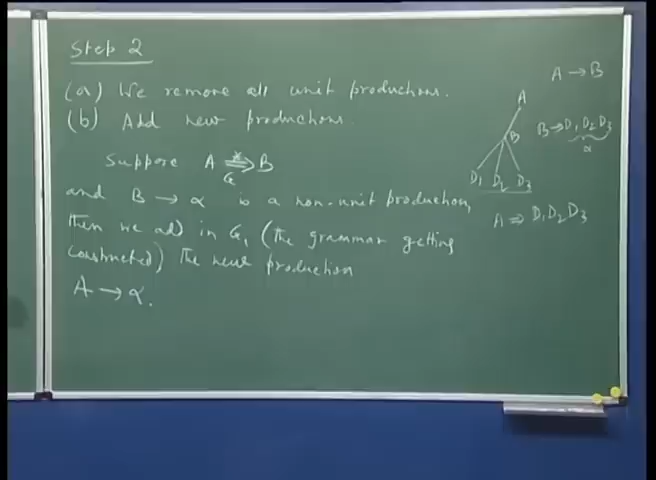 Step 2
(a) We remove all unit productions.
(b) Add new productions.
Suppose A *⇒G B
and B → α is a non-unit production,
then we add in G₁ (the grammar getting
constructed) the new production
A → α.
A → B
A
B
D₁ D₂ D₃
B → D₁ D₂ D₃
α
A ⇒ D₁ D₂ D₃